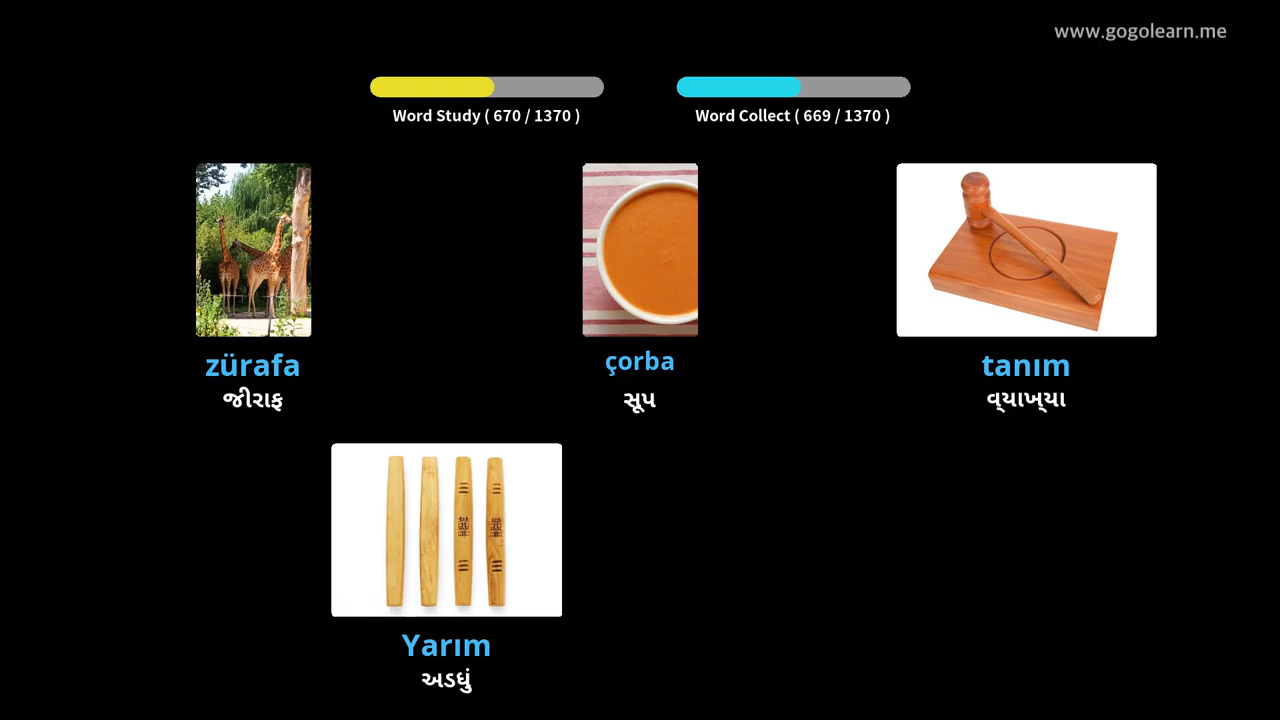 www.gogolearn.me
Word Study ( 670 / 1370 )
Word Collect ( 669 / 1370 )
zürafa
જીરાફ
çorba
સૂપ
tanım
વ્યાખ્યા
Yarım
અડધું